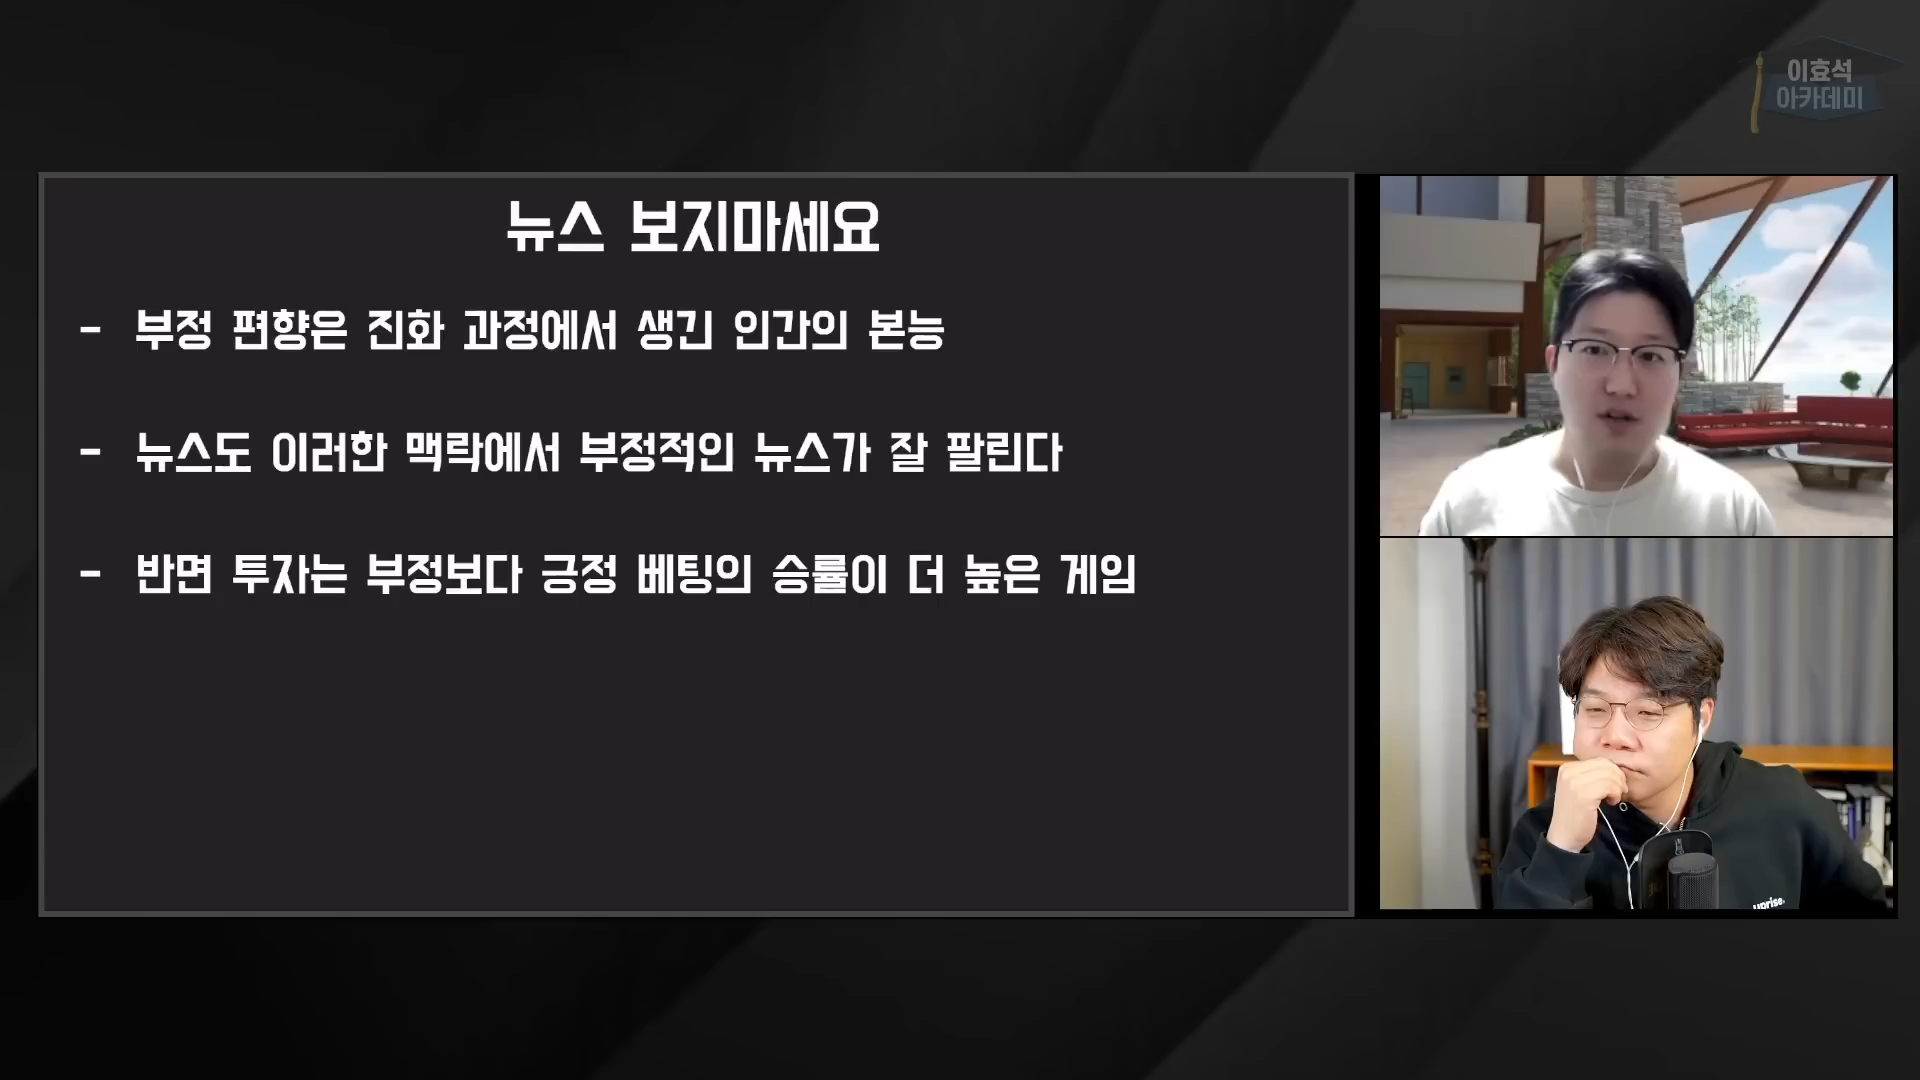 이효석
아카데미
뉴스 보지마세요
- 부정 편향은 진화 과정에서 생긴 인간의 본능
- 뉴스도 이러한 맥락에서 부정적인 뉴스가 잘 팔린다
- 반면 투자는 부정보다 긍정 베팅의 승률이 더 높은 게임
uprise.